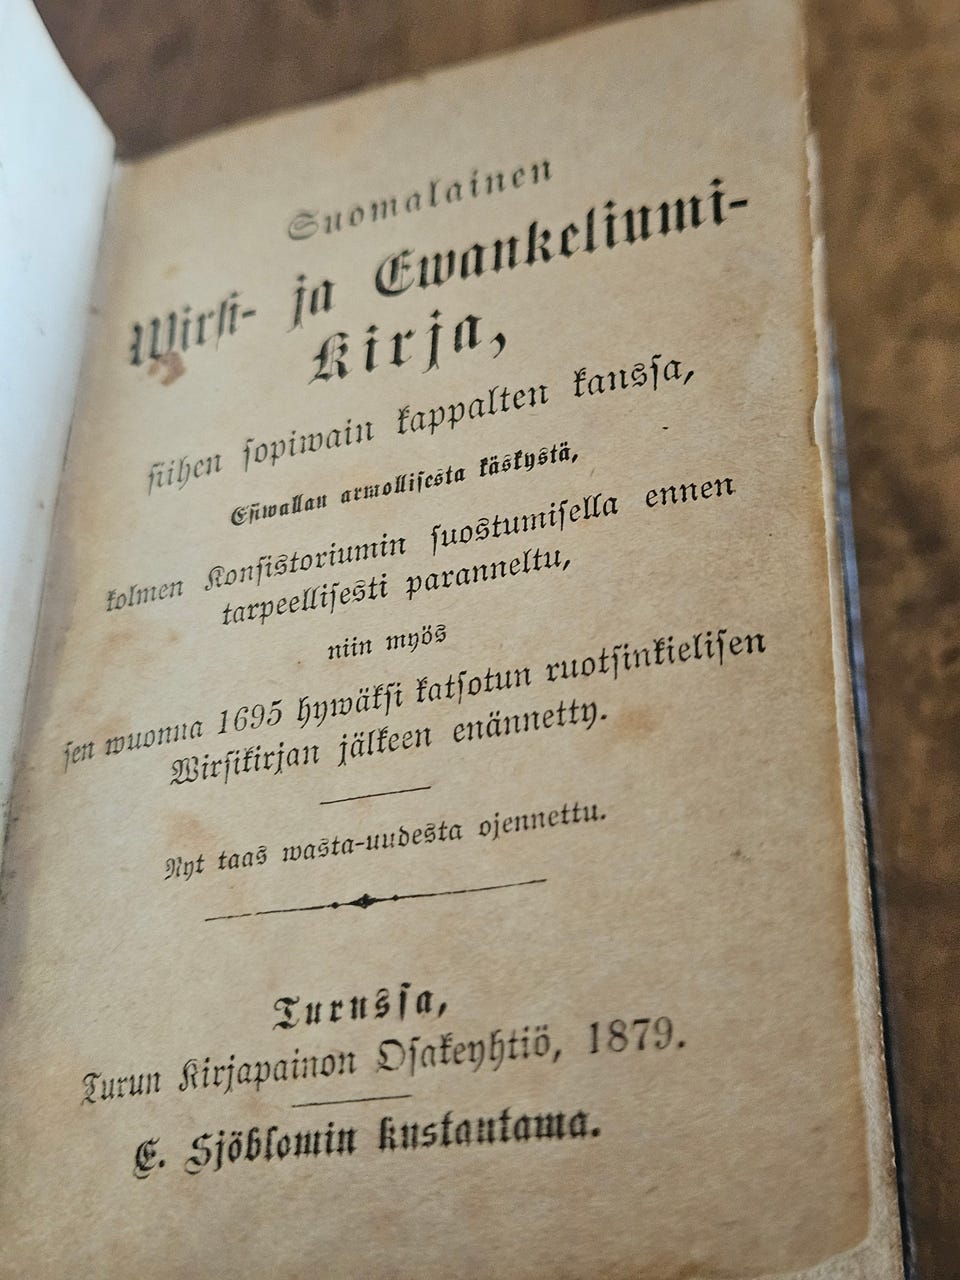 Suomalainen
Wirsi- ja Ewankeliumi-
Kirja,
siihen sopiwain kappalten kanssa,
Esiwallan armollisesta käskystä,
kolmen Konsistoriumin suostumisella ennen
tarpeellisesti paranneltu,
niin myös
sen wuonna 1695 hywäksi katsotun ruotsinkielisen
Wirsikirjan jälkeen enännetty.
Nyt taas wasta-uudesta ojennettu.
Turussa,
Turun Kirjapainon Osakeyhtiö, 1879.
E. Sjöblomin kustantama.